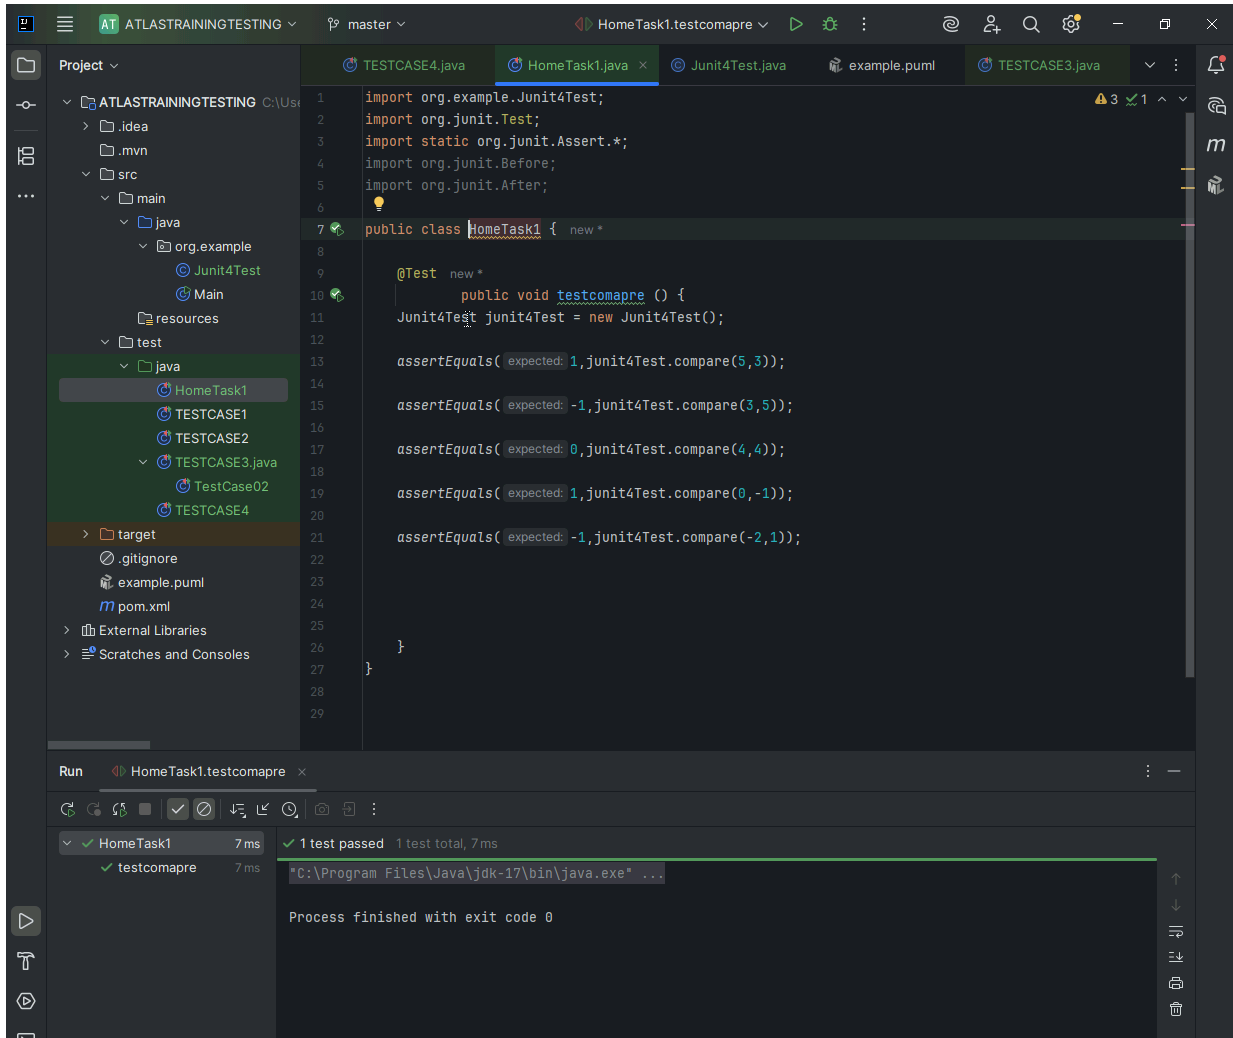 AT ATLASTRAININGTESTING master HomeTask1.testcomapre
Project
TESTCASE4.java HomeTask1.java Junit4Test.java example.puml TESTCASE3.java
ATLASTRAININGTESTING C:\Use
.idea
.mvn
src
main
java
org.example
Junit4Test
Main
resources
test
java
HomeTask1
TESTCASE1
TESTCASE2
TESTCASE3.java
TestCase02
TESTCASE4
target
.gitignore
example.puml
pom.xml
External Libraries
Scratches and Consoles
3 1
1 import org.example.Junit4Test;
2 import org.junit.Test;
3 import static org.junit.Assert.*;
4 import org.junit.Before;
5 import org.junit.After;
6
7 public class HomeTask1 { new *
8
9 @Test new *
10 public void testcomapre () {
11 Junit4Test junit4Test = new Junit4Test();
12
13 assertEquals( expected: 1,junit4Test.compare(5,3));
14
15 assertEquals( expected: -1,junit4Test.compare(3,5));
16
17 assertEquals( expected: 0,junit4Test.compare(4,4));
18
19 assertEquals( expected: 1,junit4Test.compare(0,-1));
20
21 assertEquals( expected: -1,junit4Test.compare(-2,1));
22
23
24
25
26 }
27 }
28
29
Run HomeTask1.testcomapre
HomeTask1 7 ms
testcomapre 7 ms
1 test passed 1 test total, 7 ms
"C:\Program Files\Java\jdk-17\bin\java.exe" ...
Process finished with exit code 0